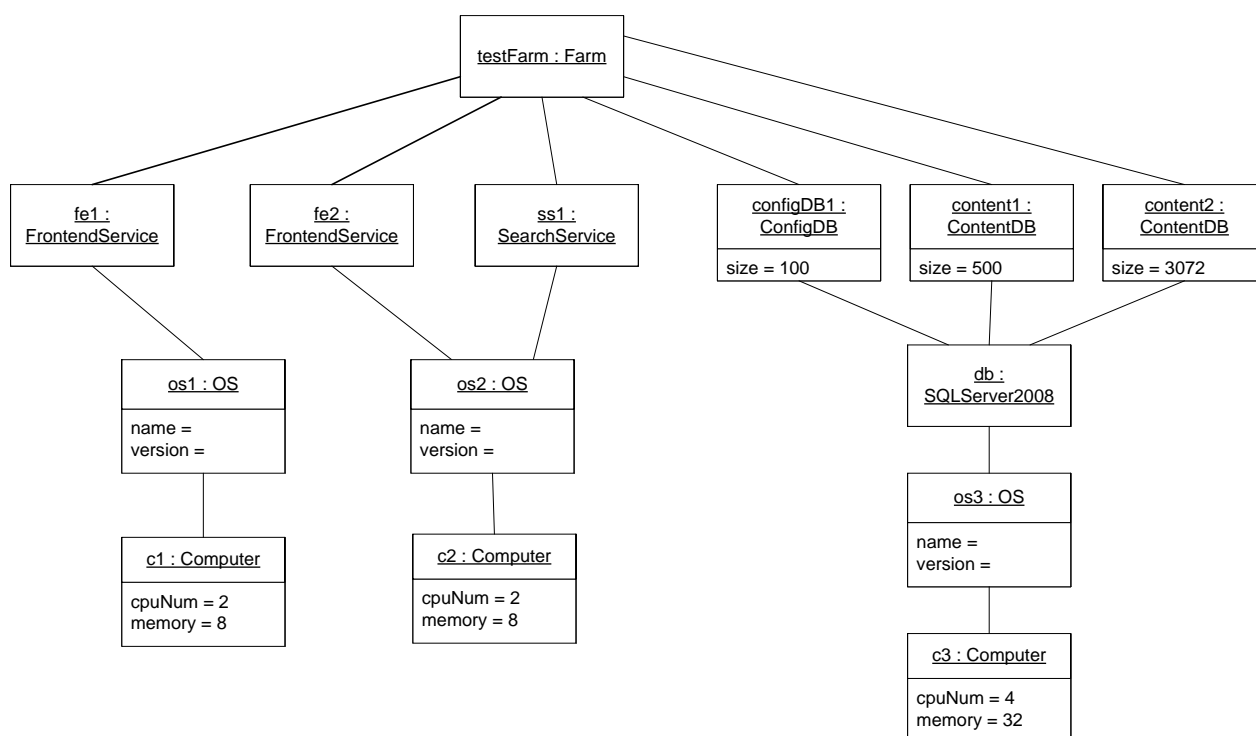 testFarm : Farm
fe1 :
FrontendService
fe2 :
FrontendService
ss1 :
SearchService
configDB1 :
ConfigDB
size = 100
content1 :
ContentDB
size = 500
content2 :
ContentDB
size = 3072
os1 : OS
name =
version =
os2 : OS
name =
version =
db :
SQLServer2008
os3 : OS
name =
version =
c1 : Computer
cpuNum = 2
memory = 8
c2 : Computer
cpuNum = 2
memory = 8
c3 : Computer
cpuNum = 4
memory = 32